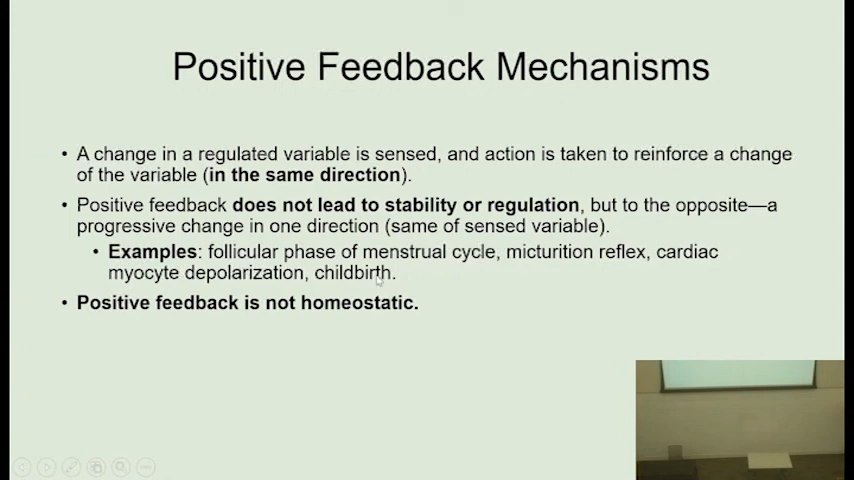 Positive Feedback Mechanisms
• A change in a regulated variable is sensed, and action is taken to reinforce a change
of the variable (in the same direction).
• Positive feedback does not lead to stability or regulation, but to the opposite—a
progressive change in one direction (same of sensed variable).
• Examples: follicular phase of menstrual cycle, micturition reflex, cardiac
myocyte depolarization, childbirth.
• Positive feedback is not homeostatic.